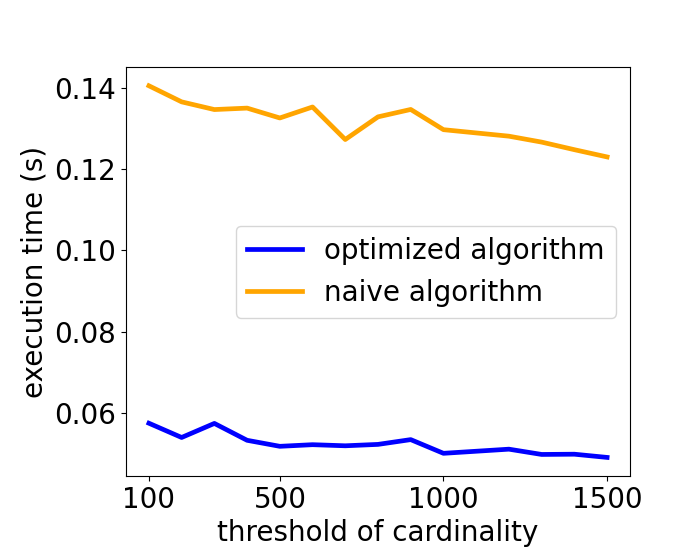 0.14
0.12
0.10
0.08
0.06
execution time (s)
optimized algorithm
naive algorithm
100 500 1000 1500
threshold of cardinality